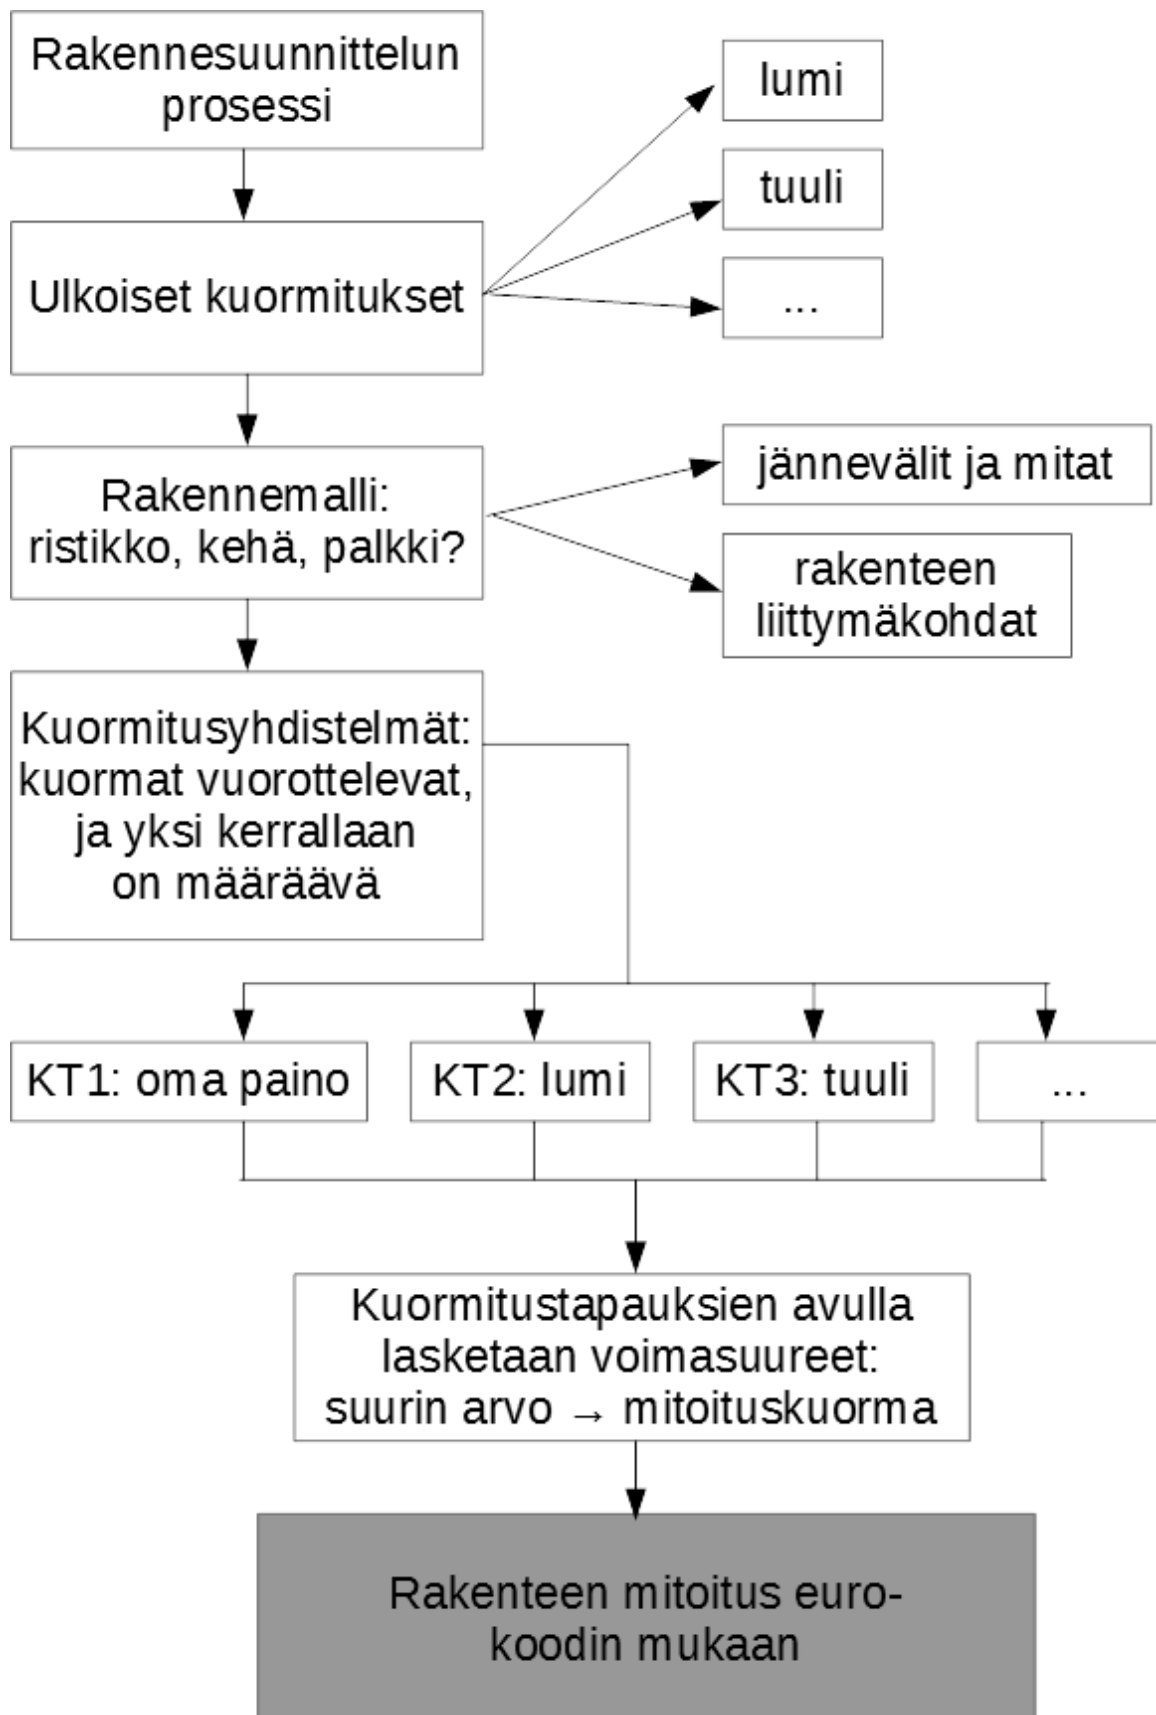 Rakennesuunnittelun
prosessi
lumi
tuuli
...
Ulkoiset kuormitukset
Rakennemalli:
ristikko, kehä, palkki?
jännevälit ja mitat
rakenteen
liittymäkohdat
Kuormitusyhdistelmät:
kuormat vuorottelevat,
ja yksi kerrallaan
on määräävä
KT1: oma paino
KT2: lumi
KT3: tuuli
...
Kuormitustapauksien avulla
lasketaan voimasuureet:
suurin arvo → mitoituskuorma
Rakenteen mitoitus euro-
koodin mukaan